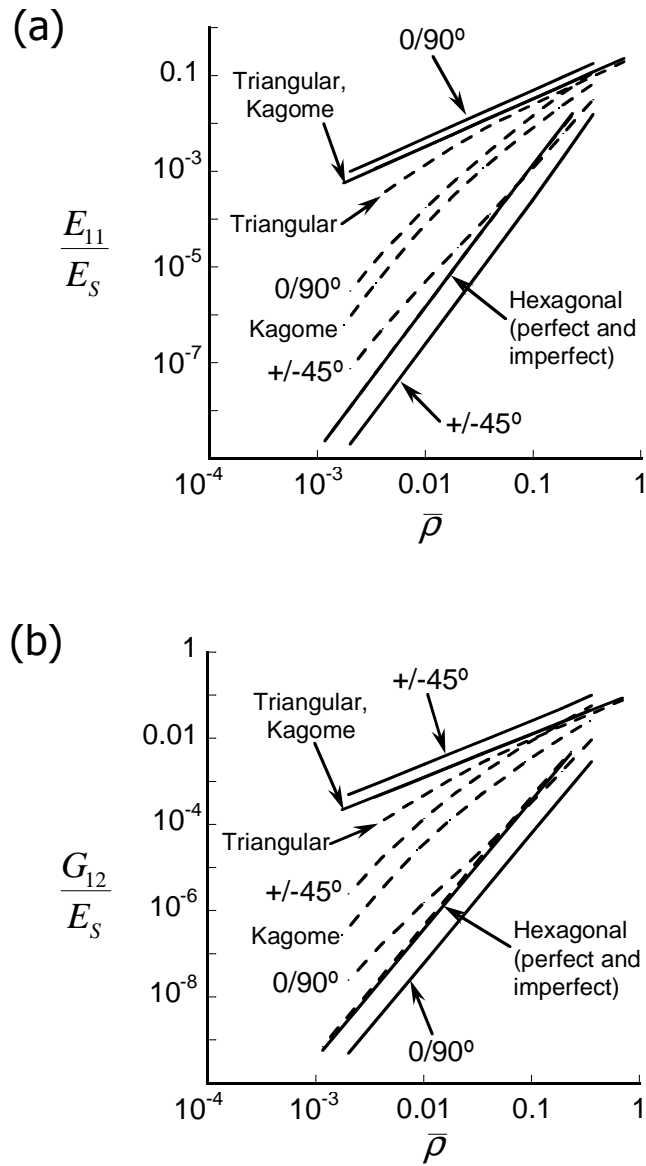 (a)
0/90º
Triangular,
Kagome
Triangular
0/90º
Kagome
+/-45º
Hexagonal
(perfect and
imperfect)
+/-45º
0.1
10⁻³
10⁻⁵
10⁻⁷
E₁₁
E_S
10⁻⁴
10⁻³
0.01
0.1
1
ρ̅
(b)
+/-45º
Triangular,
Kagome
Triangular
+/-45º
Kagome
0/90º
Hexagonal
(perfect and
imperfect)
0/90º
1
0.01
10⁻⁴
10⁻⁶
10⁻⁸
G₁₂
E_S
10⁻⁴
10⁻³
0.01
0.1
1
ρ̅